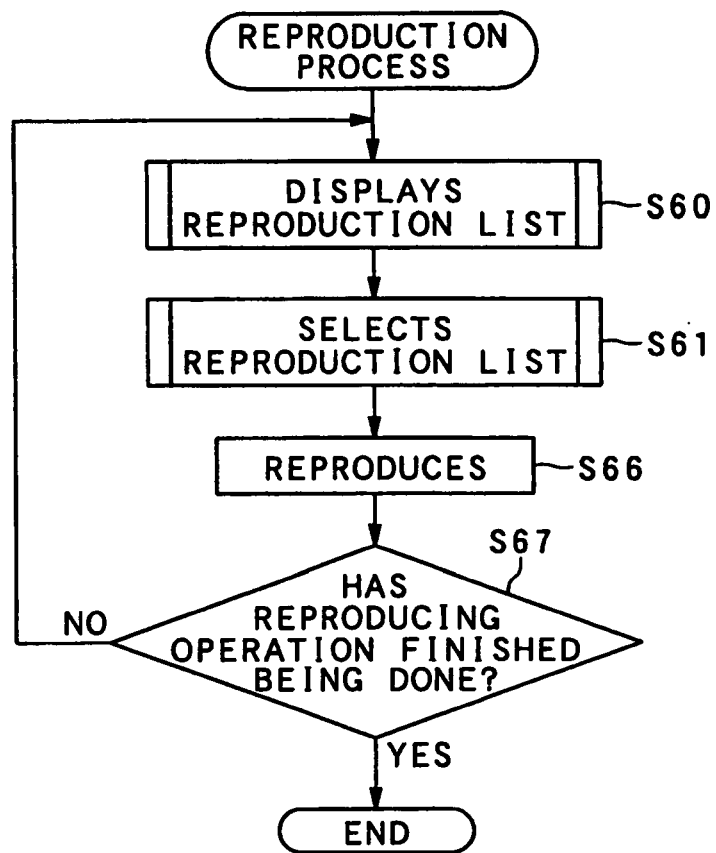 REPRODUCTION
PROCESS
DISPLAYS
REPRODUCTION LIST
S60
SELECTS
REPRODUCTION LIST
S61
REPRODUCES
S66
S67
HAS
REPRODUCING
OPERATION FINISHED
BEING DONE?
NO
YES
END